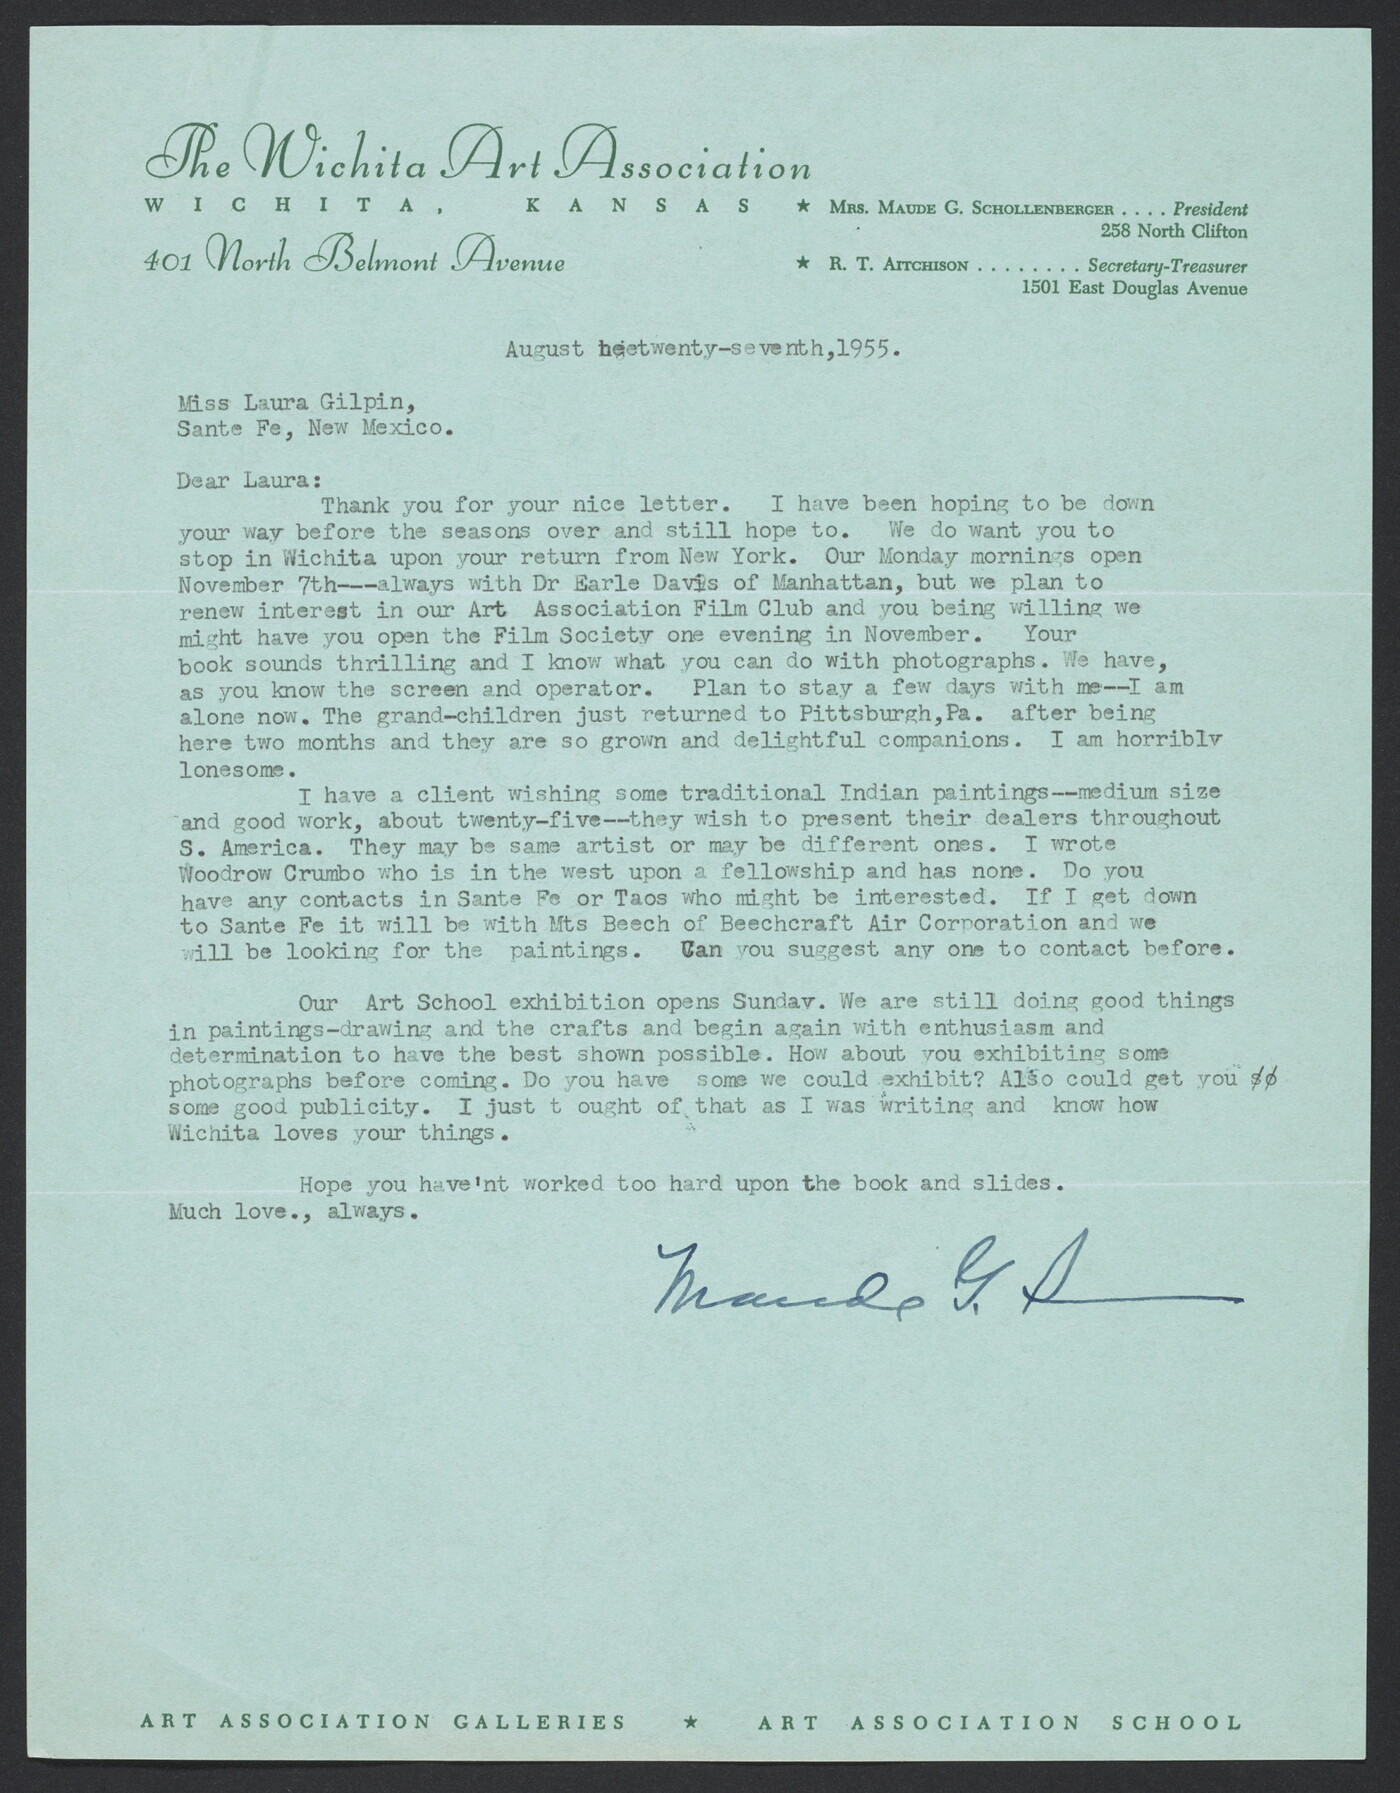 The Wichita Art Association
WICHITA, KANSAS ★ MRS. MAUDE G. SCHOLLENBERGER .... President
258 North Clifton
401 North Belmont Avenue ★ R. T. AITCHISON ........ Secretary-Treasurer
1501 East Douglas Avenue
August twenty-seventh,1955.
Miss Laura Gilpin,
Sante Fe, New Mexico.
Dear Laura:
Thank you for your nice letter. I have been hoping to be down
your way before the seasons over and still hope to. We do want you to
stop in Wichita upon your return from New York. Our Monday mornings open
November 7th---always with Dr Earle Davis of Manhattan, but we plan to
renew interest in our Art Association Film Club and you being willing we
might have you open the Film Society one evening in November. Your
book sounds thrilling and I know what you can do with photographs. We have,
as you know the screen and operator. Plan to stay a few days with me--I am
alone now. The grand-children just returned to Pittsburgh,Pa. after being
here two months and they are so grown and delightful companions. I am horribly
lonesome.
I have a client wishing some traditional Indian paintings--medium size
and good work, about twenty-five--they wish to present their dealers throughout
S. America. They may be same artist or may be different ones. I wrote
Woodrow Crumbo who is in the west upon a fellowship and has none. Do you
have any contacts in Sante Fe or Taos who might be interested. If I get down
to Sante Fe it will be with Mts Beech of Beechcraft Air Corporation and we
will be looking for the paintings. Can you suggest any one to contact before.
Our Art School exhibition opens Sunday. We are still doing good things
in paintings-drawing and the crafts and begin again with enthusiasm and
determination to have the best shown possible. How about you exhibiting some
photographs before coming. Do you have some we could exhibit? Also could get you
some good publicity. I just t ought of that as I was writing and know how
Wichita loves your things.
Hope you have'nt worked too hard upon the book and slides.
Much love., always.
Maude G. S
ART ASSOCIATION GALLERIES ★ ART ASSOCIATION SCHOOL